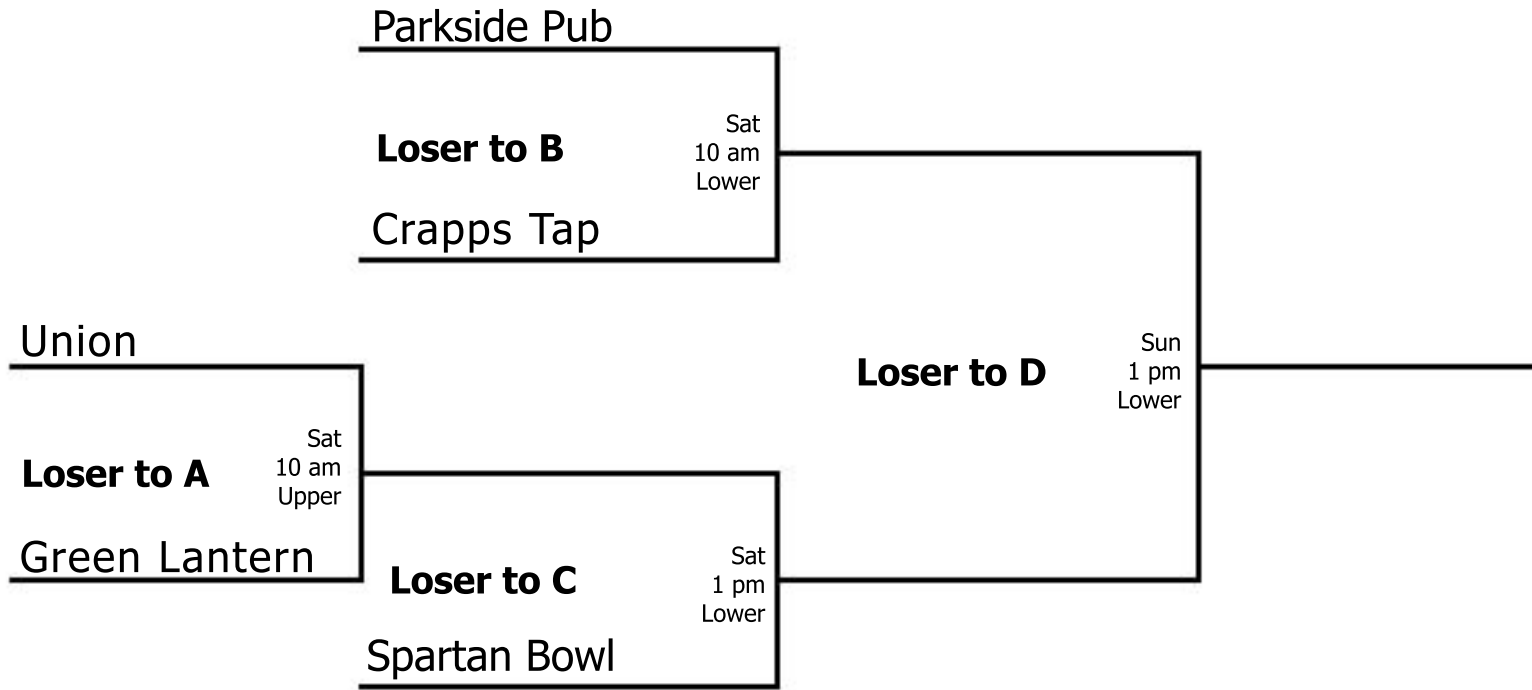 Parkside Pub
Loser to B
Sat
10 am
Lower
Crapps Tap
Union
Loser to A
Sat
10 am
Upper
Green Lantern
Loser to C
Sat
1 pm
Lower
Spartan Bowl
Loser to D
Sun
1 pm
Lower